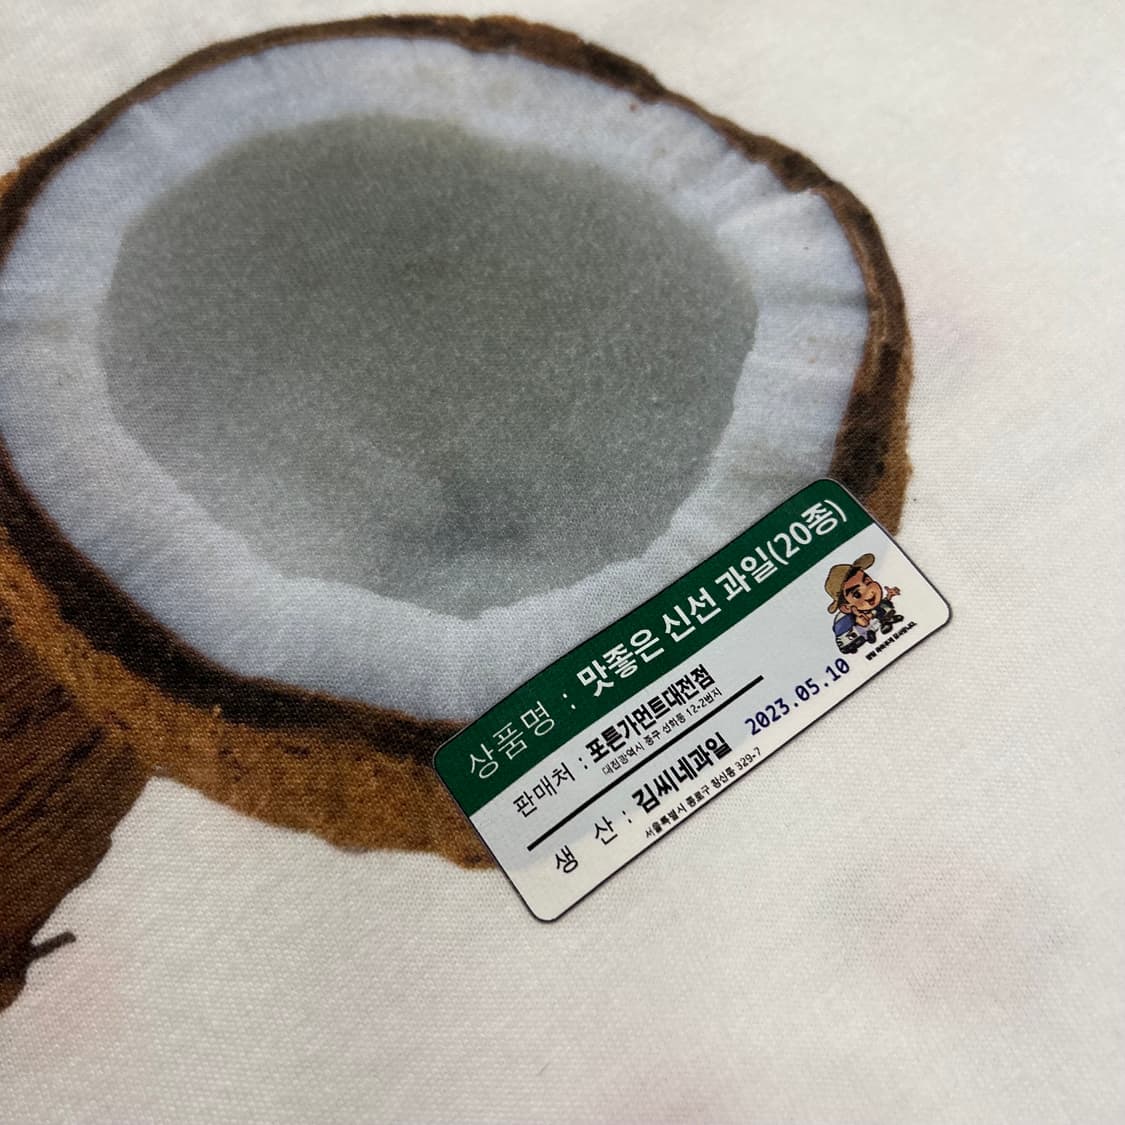 상품명 : 맛좋은 신선 과일(20종)
판매처 : 포튼가먼트대전점
대전광역시 중구 선화동 12-2번지
생 산 : 김씨네과일
2023.05.10
서울특별시 종로구 창신동 329-7